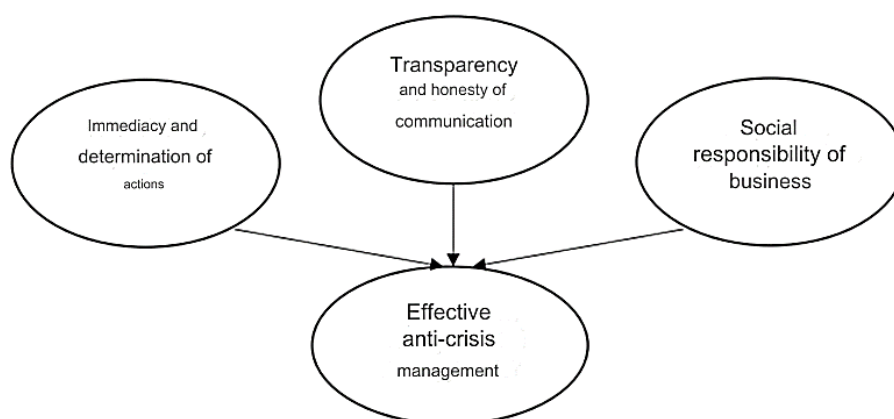 Immediacy and
determination of
actions
Transparency
and honesty of
communication
Social
responsibility of
business
Effective
anti-crisis
management